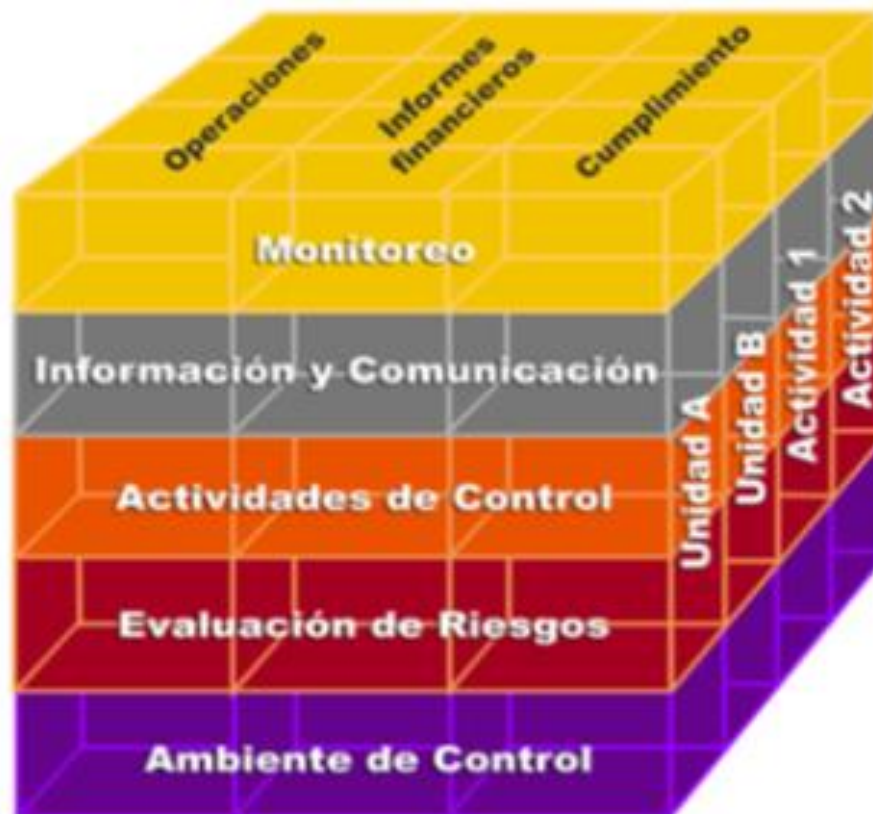 Operaciones
Informes
financieros
Cumplimiento
Monitoreo
Información y Comunicación
Actividades de Control
Evaluación de Riesgos
Ambiente de Control
Unidad A
Unidad B
Actividad 1
Actividad 2